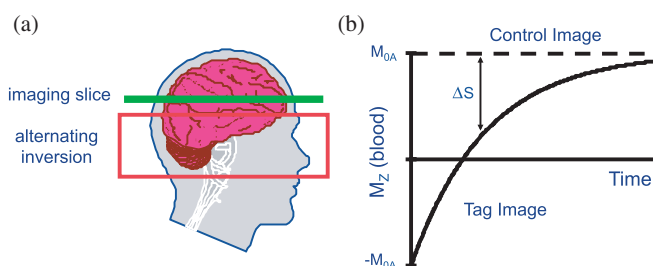 (a)
imaging slice
alternating
inversion
(b)
Control Image
M0A
ΔS
MZ (blood)
Time
Tag Image
-M0A